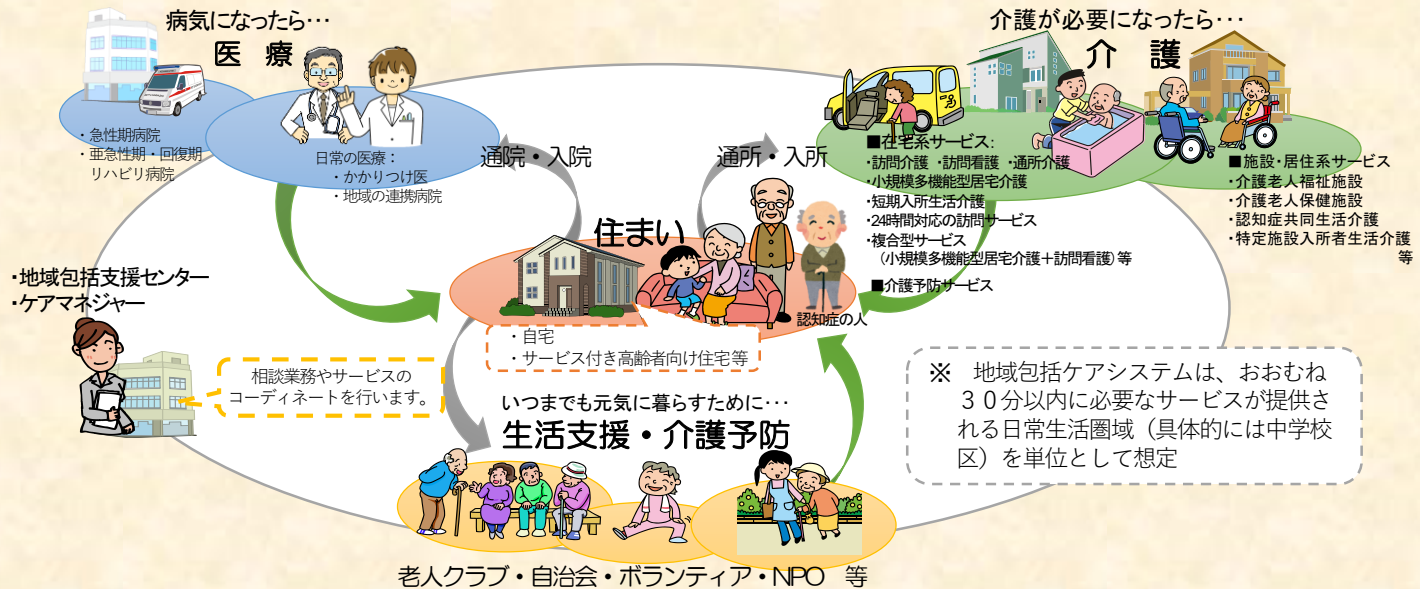 病気になったら･･･
医 療
・急性期病院
・亜急性期・回復期
リハビリ病院
日常の医療：
・かかりつけ医
・地域の連携病院
通院・入院
通所・入所
介護が必要になったら･･･
介 護
■在宅系サービス：
・訪問介護 ・訪問看護 ・通所介護
・小規模多機能型居宅介護
・短期入所生活介護
・24時間対応の訪問サービス
・複合型サービス
（小規模多機能型居宅介護＋訪問看護）等
■介護予防サービス
■施設・居住系サービス
・介護老人福祉施設
・介護老人保健施設
・認知症共同生活介護
・特定施設入所者生活介護
等
住まい
認知症の人
・自宅
・サービス付き高齢者向け住宅等
・地域包括支援センター
・ケアマネジャー
相談業務やサービスの
コーディネートを行います。
いつまでも元気に暮らすために･･･
生活支援・介護予防
老人クラブ・自治会・ボランティア・NPO 等
※ 地域包括ケアシステムは、おおむね
３０分以内に必要なサービスが提供さ
れる日常生活圏域（具体的には中学校
区）を単位として想定